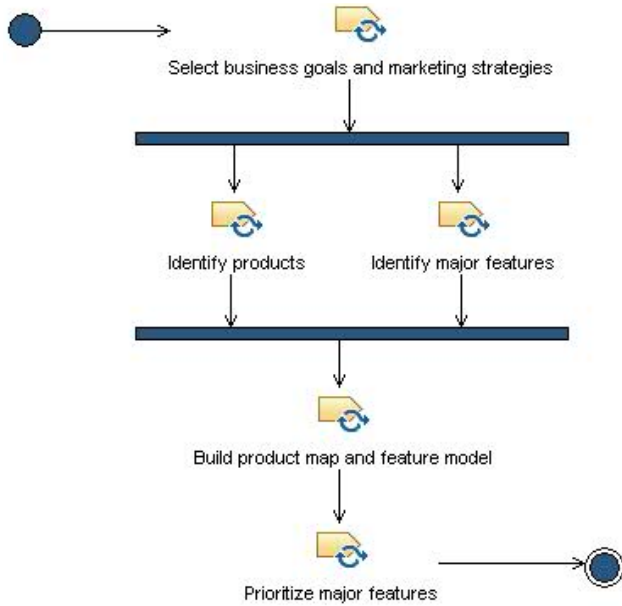 Select business goals and marketing strategies
Identify products
Identify major features
Build product map and feature model
Prioritize major features